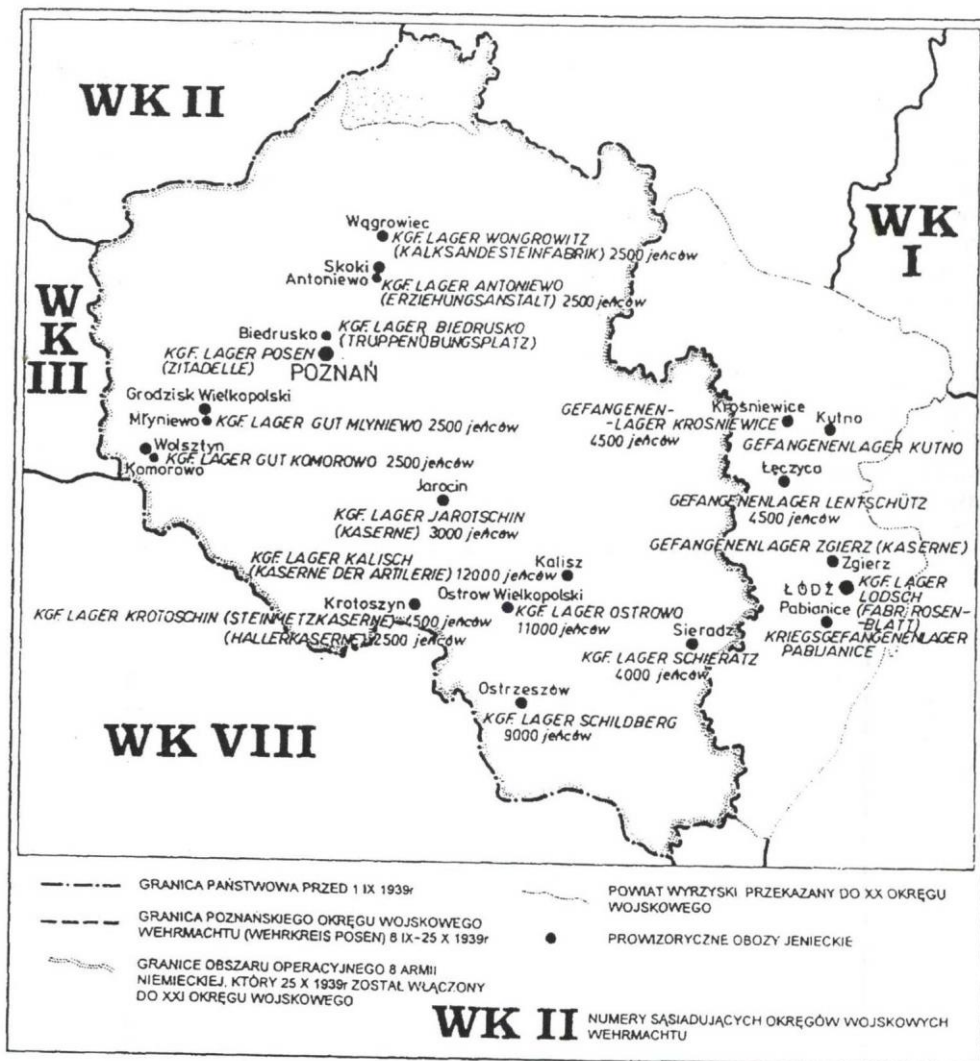 WK II
WK
I
W
K
III
Wągrowiec
KGF. LAGER WONGROWITZ
(KALKSANDESTEINFABRIK) 2500 jeńców
Skoki
Antoniewo
KGF. LAGER ANTONIEWO
(ERZIEHUNGSANSTALT) 2500 jeńców
Biedrusko
KGF. LAGER BIEDRUSKO
(TRUPPENÜBUNGSPLATZ)
KGF. LAGER POSEN
(ZITADELLE)
POZNAŃ
Grodzisk Wielkopolski
Młyniewo
KGF. LAGER GUT MŁYNIEWO 2500 jeńców
Wolsztyn
Komorowo
KGF. LAGER GUT KOMOROWO 2500 jeńców
GEFANGENEN-
-LAGER KROŚNIEWICE
4500 jeńców
Krośniewice
Kutno
GEFANGENENLAGER KUTNO
Łęczyca
GEFANGENENLAGER LENTSCHÜTZ
4500 jeńców
Jarocin
KGF. LAGER JAROTSCHIN
(KASERNE) 3000 jeńców
GEFANGENENLAGER ZGIERZ (KASERNE)
Zgierz
KGF. LAGER KALISCH
(KASERNE DER ARTILERIE) 12000 jeńców
Kalisz
ŁÓDŹ
KGF. LAGER
LODSCH
(FABR. ROSEN-
BLATT)
Pabianice
KRIEGSGEFANGENENLAGER
PABIJANICE
Krotoszyn
KGF. LAGER KROTOSCHIN (STEINMETZKASERNE)-4500 jeńców
(HALLERKASERNE)-2500 jeńców
Ostrow Wielkopolski
KGF. LAGER OSTROWO
11000 jeńców
Sieradz
KGF. LAGER SCHIERATZ
4000 jeńców
Ostrzeszów
KGF. LAGER SCHILDBERG
9000 jeńców
WK VIII
GRANICA PAŃSTWOWA PRZED 1 IX 1939r
GRANICA POZNAŃSKIEGO OKRĘGU WOJSKOWEGO
WEHRMACHTU (WEHRKREIS POSEN) 8 IX-25 X 1939r
GRANICE OBSZARU OPERACYJNEGO 8 ARMII
NIEMIECKIEJ, KTÓRY 25 X 1939r ZOSTAŁ WŁĄCZONY
DO XXI OKRĘGU WOJSKOWEGO
POWIAT WYRZYSKI PRZEKAZANY DO XX OKRĘGU
WOJSKOWEGO
PROWIZORYCZNE OBOZY JENIECKIE
WK II
NUMERY SĄSIADUJĄCYCH OKRĘGÓW WOJSKOWYCH
WEHRMACHTU